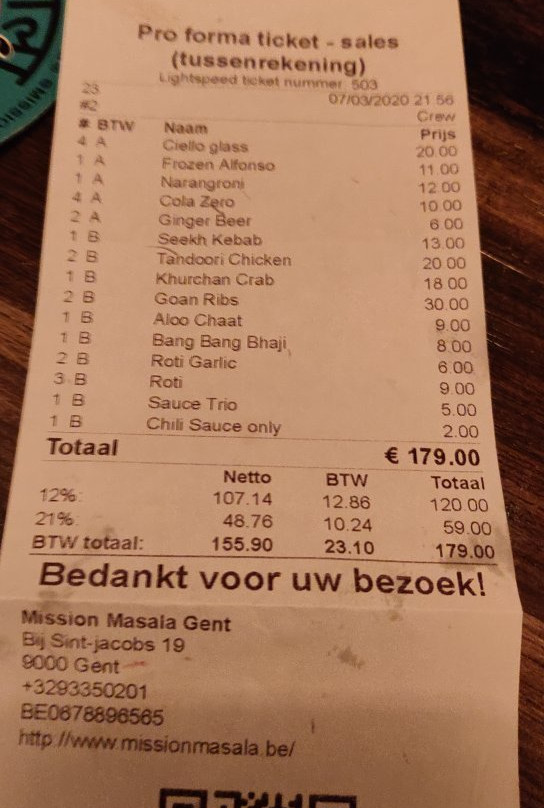 Pro forma ticket - sales
(tussenrekening)
Lightspeed ticket nummer: 503
23
07/03/2020 21:56
#2
Crew
# BTW Naam Prijs
4 A Ciello glass 20.00
1 A Frozen Alfonso 11.00
1 A Narangroni 12.00
4 A Cola Zero 10.00
2 A Ginger Beer 6.00
1 B Seekh Kebab 13.00
2 B Tandoori Chicken 20.00
1 B Khurchan Crab 18.00
2 B Goan Ribs 30.00
1 B Aloo Chaat 9.00
1 B Bang Bang Bhaji 8.00
2 B Roti Garlic 6.00
3 B Roti 9.00
1 B Sauce Trio 5.00
1 B Chili Sauce only 2.00
Totaal € 179.00
Netto BTW Totaal
12%: 107.14 12.86 120.00
21%: 48.76 10.24 59.00
BTW totaal: 155.90 23.10 179.00
Bedankt voor uw bezoek!
Mission Masala Gent
Bij Sint-jacobs 19
9000 Gent
+3293350201
BE0678896565
http://www.missionmasala.be/